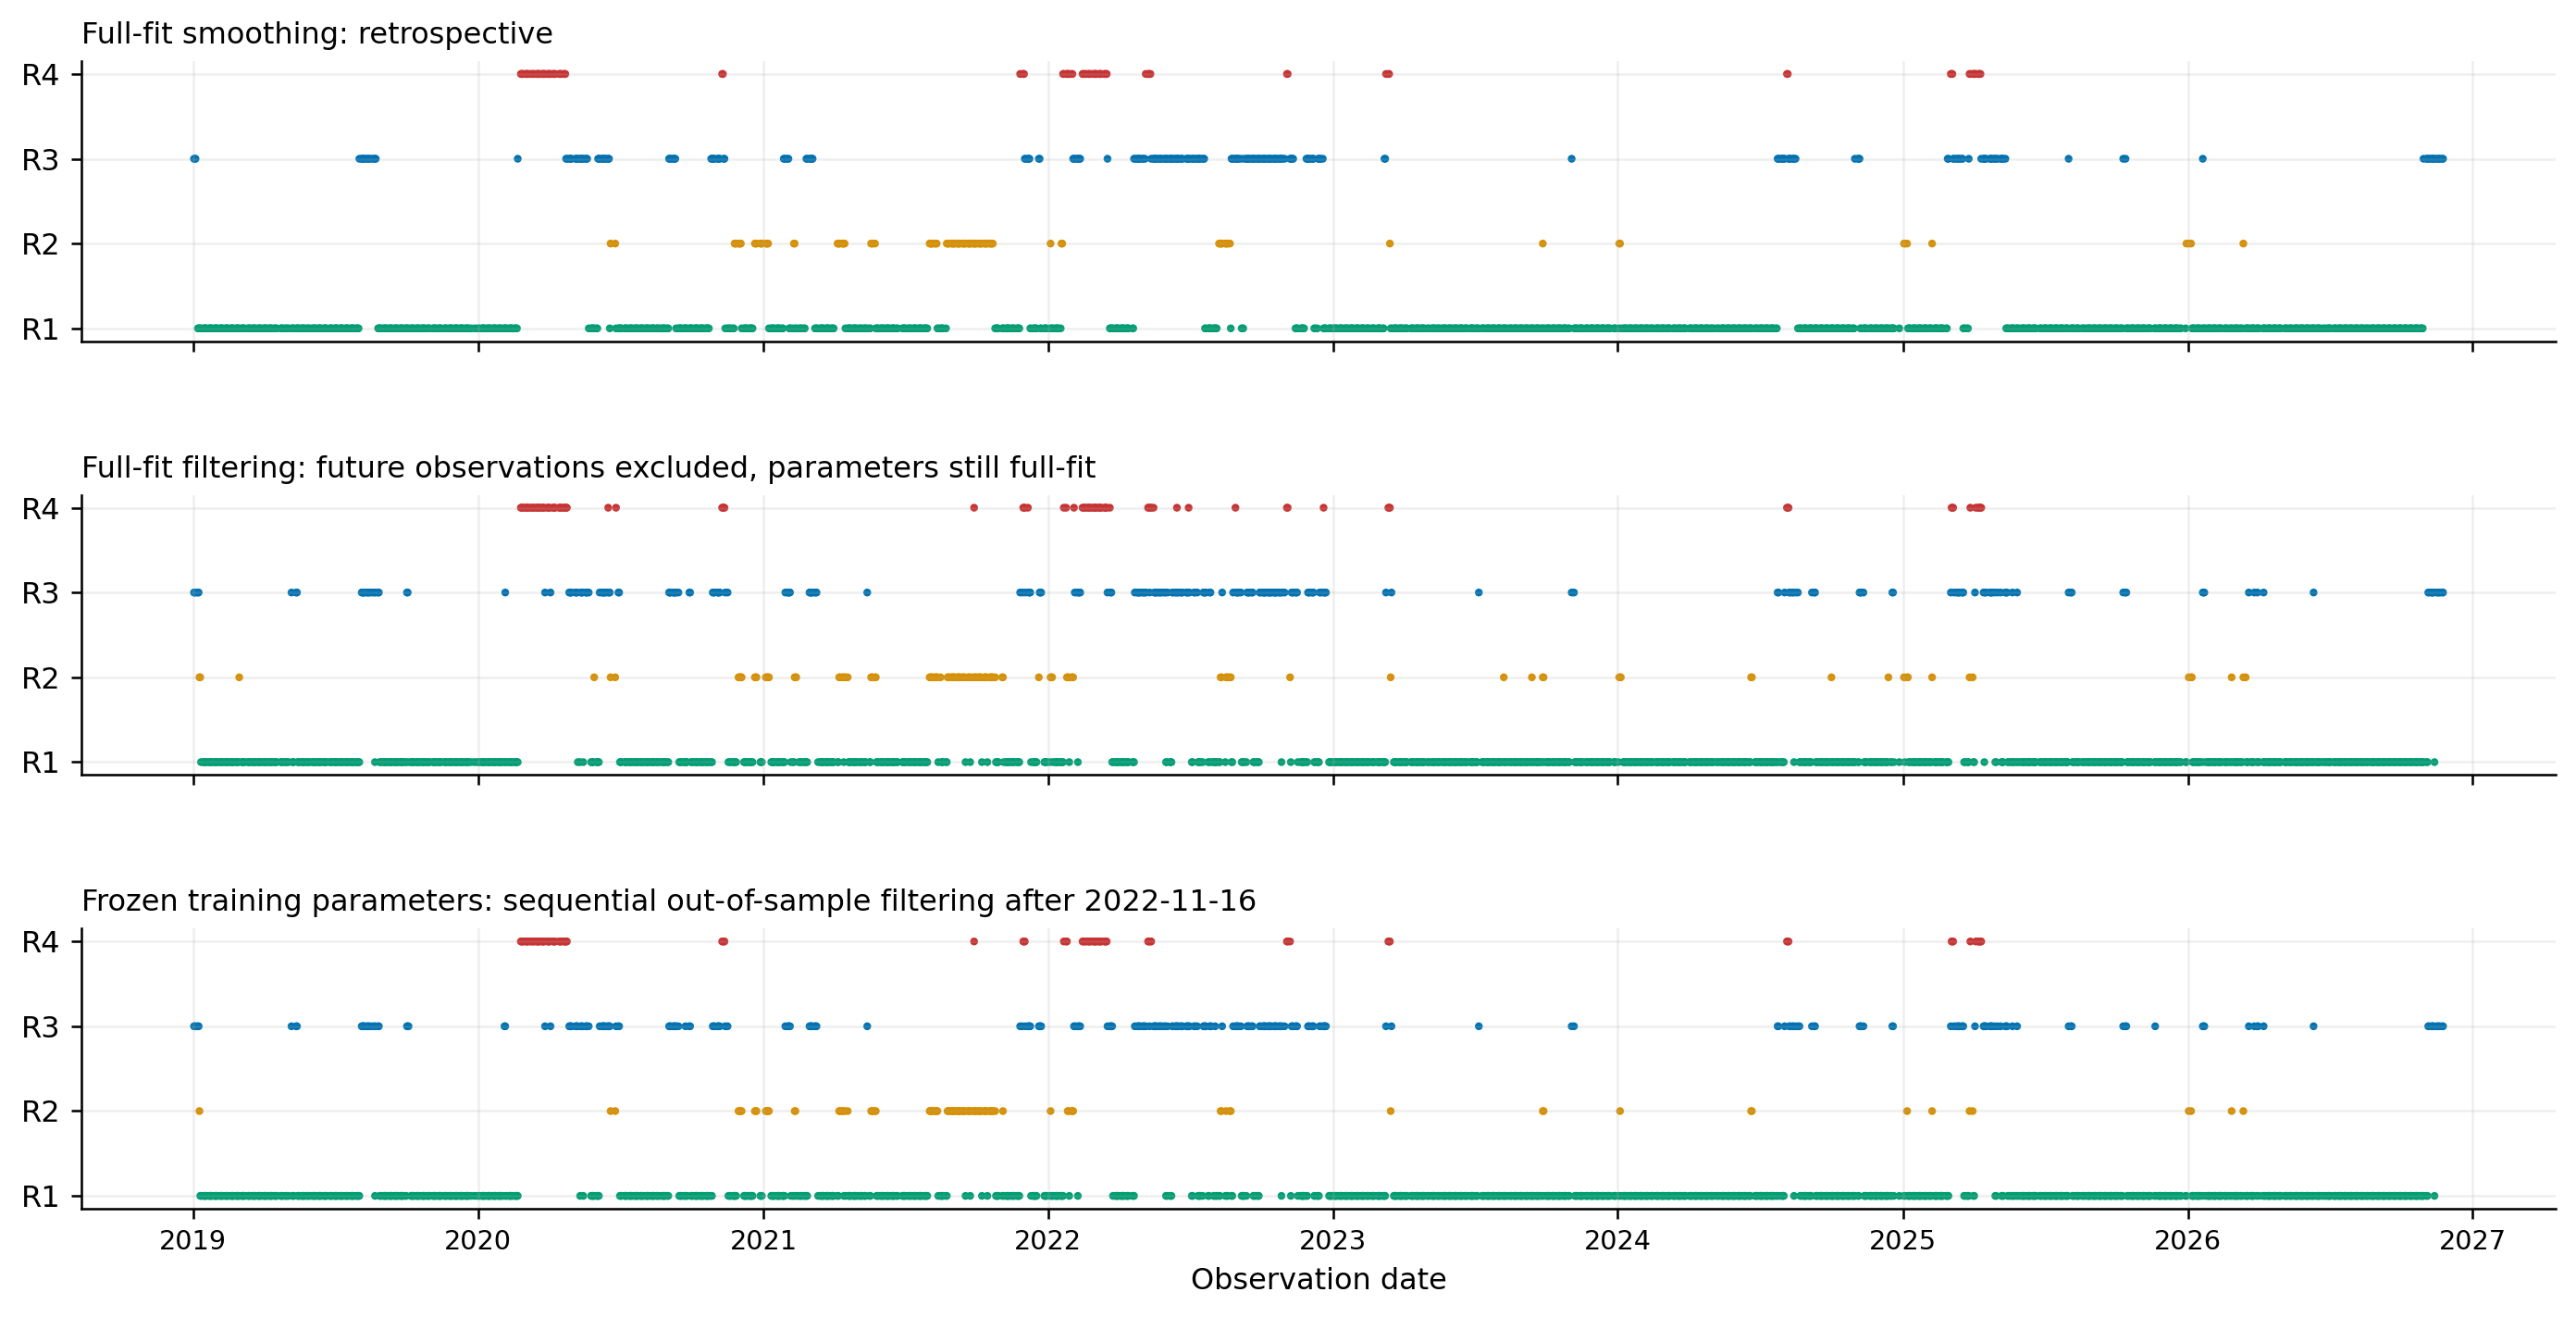 Full-fit smoothing: retrospective
R4
R3
R2
R1
Full-fit filtering: future observations excluded, parameters still full-fit
R4
R3
R2
R1
Frozen training parameters: sequential out-of-sample filtering after 2022-11-16
R4
R3
R2
R1
2019 2020 2021 2022 2023 2024 2025 2026 2027
Observation date